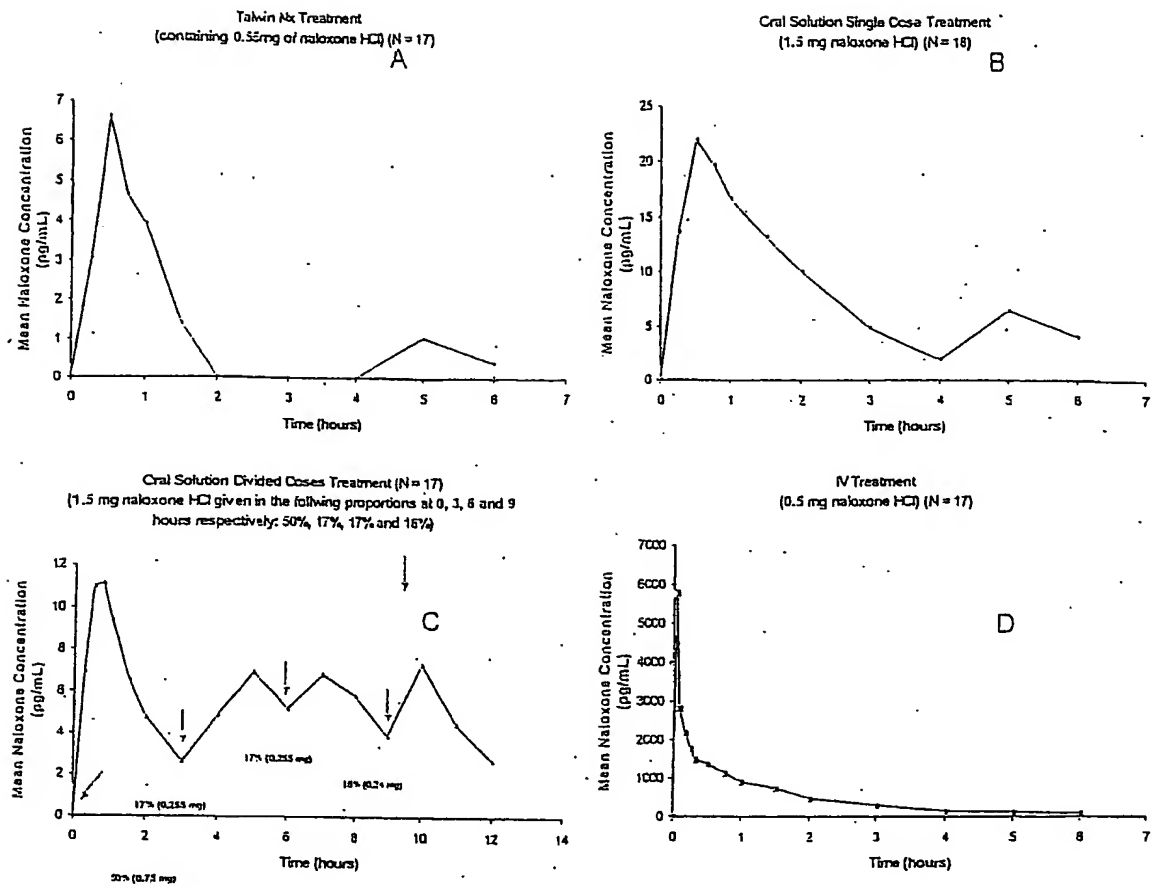 Talwin Nx Treatment
(containing 0.55mg of naloxone HCl) (N = 17)
A
Mean Naloxone Concentration
(pg/mL)
7
6
5
4
3
2
1
0
0 1 2 3 4 5 6 7
Time (hours)
Oral Solution Single Dose Treatment
(1.5 mg naloxone HCl) (N = 18)
B
Mean Naloxone Concentration
(pg/mL)
25
20
15
10
5
0
0 1 2 3 4 5 6 7
Time (hours)
Oral Solution Divided Doses Treatment (N = 17)
(1.5 mg naloxone HCl given in the follwing proportions at 0, 3, 6 and 9
hours respectively: 50%, 17%, 17% and 16%)
C
Mean Naloxone Concentration
(pg/mL)
12
10
8
6
4
2
0
17% (0.255 mg)
16% (0.24 mg)
17% (0.255 mg)
0 2 4 6 8 10 12 14
Time (hours)
50% (0.75 mg)
IV Treatment
(0.5 mg naloxone HCl) (N = 17)
D
Mean Naloxone Concentration
(pg/mL)
7000
6000
5000
4000
3000
2000
1000
0
0 1 2 3 4 5 6 7
Time (hours)